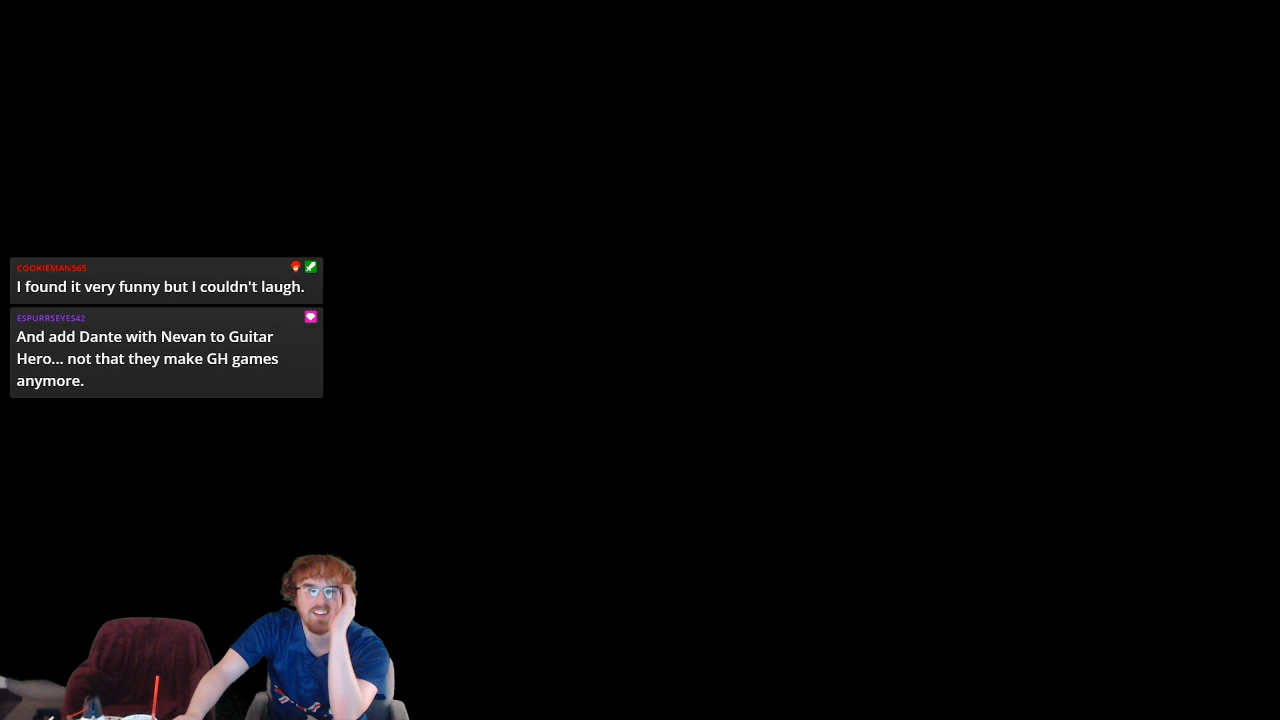 COOKIEMAN565
I found it very funny but I couldn't laugh.
ESPURRSEYES42
And add Dante with Nevan to Guitar
Hero... not that they make GH games
anymore.